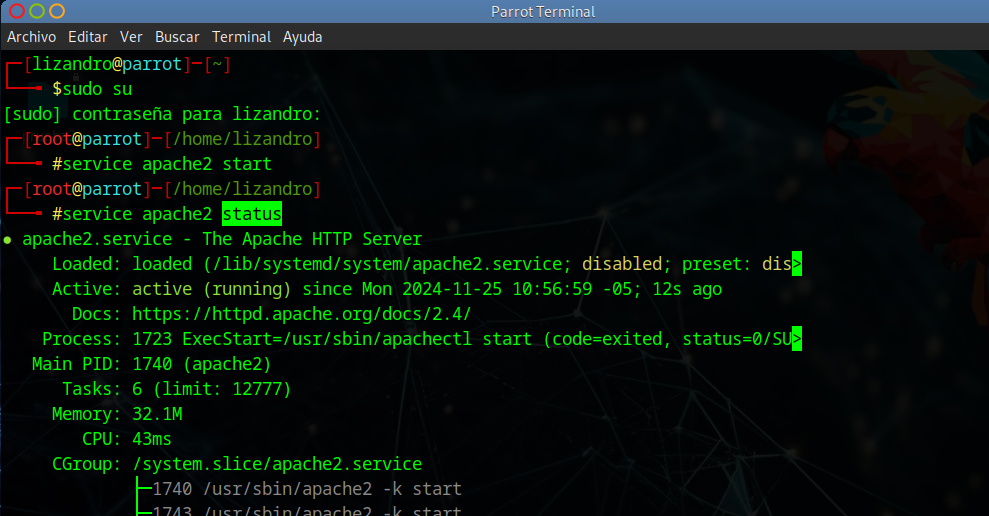 Parrot Terminal
Archivo Editar Ver Buscar Terminal Ayuda
┌─[lizandro@parrot]─[~]
└──╼ $sudo su
[sudo] contraseña para lizandro:
┌─[root@parrot]─[/home/lizandro]
└──╼ #service apache2 start
┌─[root@parrot]─[/home/lizandro]
└──╼ #service apache2 status
● apache2.service - The Apache HTTP Server
Loaded: loaded (/lib/systemd/system/apache2.service; disabled; preset: dis>
Active: active (running) since Mon 2024-11-25 10:56:59 -05; 12s ago
Docs: https://httpd.apache.org/docs/2.4/
Process: 1723 ExecStart=/usr/sbin/apachectl start (code=exited, status=0/SU>
Main PID: 1740 (apache2)
Tasks: 6 (limit: 12777)
Memory: 32.1M
CPU: 43ms
CGroup: /system.slice/apache2.service
├─1740 /usr/sbin/apache2 -k start
├─1743 /usr/sbin/apache2 -k start